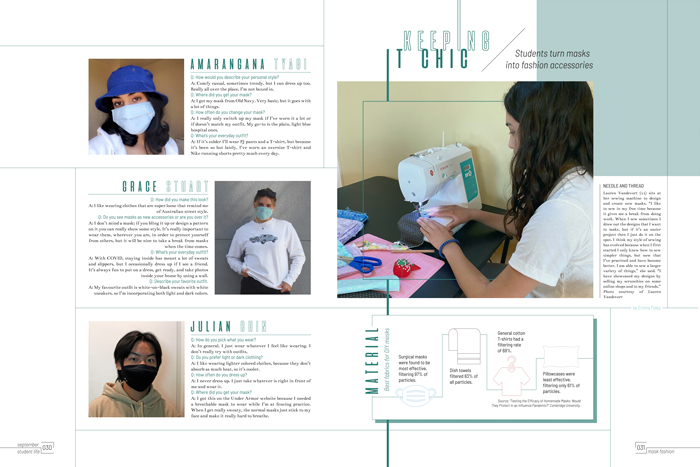 AMARANGANA TYAGI
Q: How would you describe your personal style?
A: Comfy casual, sometimes trendy, but I can dress up too.
Really all over the place, I'm not boxed in.
Q: Where did you get your mask?
A: I got my mask from Old Navy. Very basic, but it goes with
a lot of things.
Q: How often do you change your mask?
A: I really only switch up my mask if I've worn it a lot or
if doesn't match my outfit. My go-to is the plain, light blue
hospital ones.
Q: What's your everyday outfit?
A: If it's colder I'll wear pants and a T-shirt, but because
it's been so hot lately, I've worn an oversize T-shirt and
Nike running shorts pretty much every day.
GRACE STUART
Q: How did you make this look?
A: I like wearing clothes that are super loose that remind me
of Australian street style.
Q: Do you see masks as new accessories or are you over it?
A: I don't mind a mask; if you bling it up or design a pattern
on it you can really show some style. It's really important to
wear them, wherever you are, in order to protect yourself
from others, but it will be nice to take a break from masks
when the time comes.
Q: What's your everyday outfit?
A: With COVID, staying inside has meant a lot of sweats
and slippers, but I occasionally dress up if I see a friend.
It's always fun to put on a dress, get ready, and take photos
inside your home by using a wall.
Q: Describe your favorite outfit.
A: My favourite outfit is white-on-black sweats with white
sneakers, so I'm incorporating both light and dark colors.
JULIAN
Q: How do you pick what you wear?
A: In general, I just wear whatever I feel like wearing. I
don't really try with outfits.
Q: Do you prefer light or dark clothing?
A: I like wearing lighter colored clothes, because they don't
absorb as much heat, so it's cooler.
Q: How often do you dress up?
A: I never dress up. I just take whatever is right in front of
me and wear it.
Q: Where did you get your mask?
A: I got this on the Under Armor website because I needed
a breathable mask to wear while I'm at fencing practice.
When I get really sweaty, the normal masks just stick to my
face and make it really hard to breathe.
september
student life 030
KEEPING
IT CHIC
Students turn masks
into fashion accessories
NEEDLE AND THREAD
Lauren Vandevert sits at
her sewing machine to design
and create new masks. "I like
to sew in my free time because
it gives me a break from doing
work. When I sew sometimes I
draw out the designs that I want
to make, but if it's an easier
project then I just do it on the
spot. I think my style of sewing
has evolved because when I first
started I only knew how to sew
simpler things, but now that
I've practiced and have become
better, I am able to sew a larger
variety of things," she said. "I
have showcased my designs by
selling my on some
online shops and to my friends."
Photo courtesy of Lauren
Vandevert
MATERIAL
Best fabrics for DIY masks
Surgical masks
were found to be
most effective,
filtering 97% of
particles.
Dish towels
filtered 83% of
all particles.
General cotton
T-shirts had a
filtering rate
of 69%.
Pillowcases were
least effective,
filtering only 61% of
particles.
Source: "Testing the Efficacy of Homemade Masks: Would
They Protect in an Influenza Pandemic?" Cambridge University.
031
mask fashion